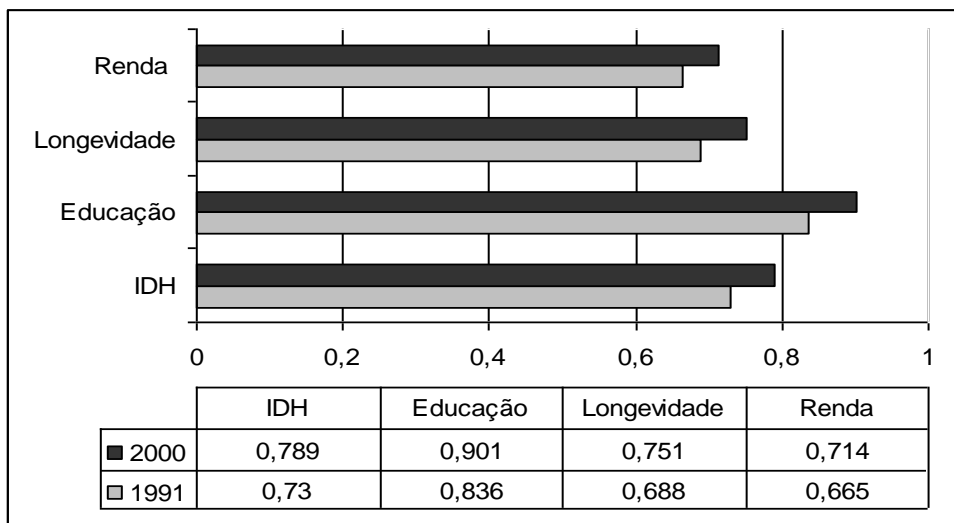 Renda
Longevidade
Educação
IDH
0 0,2 0,4 0,6 0,8 1
IDH Educação Longevidade Renda
2000 0,789 0,901 0,751 0,714
1991 0,73 0,836 0,688 0,665